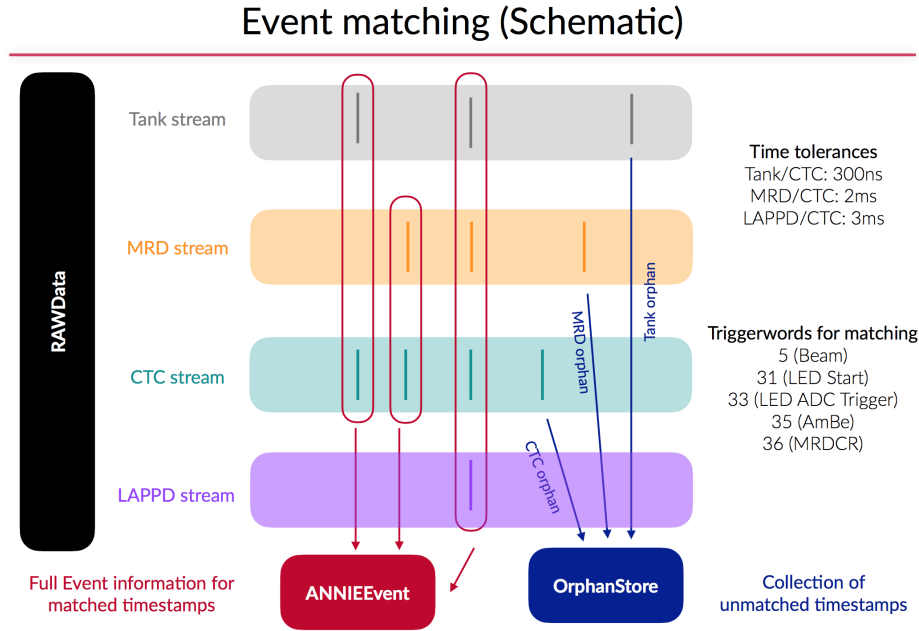 Event matching (Schematic)
RAWData
Tank stream
MRD stream
CTC stream
LAPPD stream
Time tolerances
Tank/CTC: 300ns
MRD/CTC: 2ms
LAPPD/CTC: 3ms
Tank orphan
MRD orphan
CTC orphan
Triggerwords for matching
5 (Beam)
31 (LED Start)
33 (LED ADC Trigger)
35 (AmBe)
36 (MRDCR)
Full Event information for
matched timestamps
ANNIEEvent
OrphanStore
Collection of
unmatched timestamps